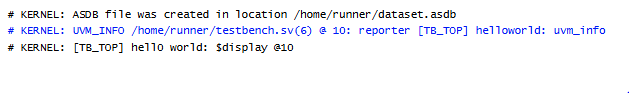 # KERNEL: ASDB file was created in location /home/runner/dataset.asdb
# KERNEL: UVM_INFO /home/runner/testbench.sv(6) @ 10: reporter [TB_TOP] helloworld: uvm_info
# KERNEL: [TB_TOP] hell0 world: $display @10